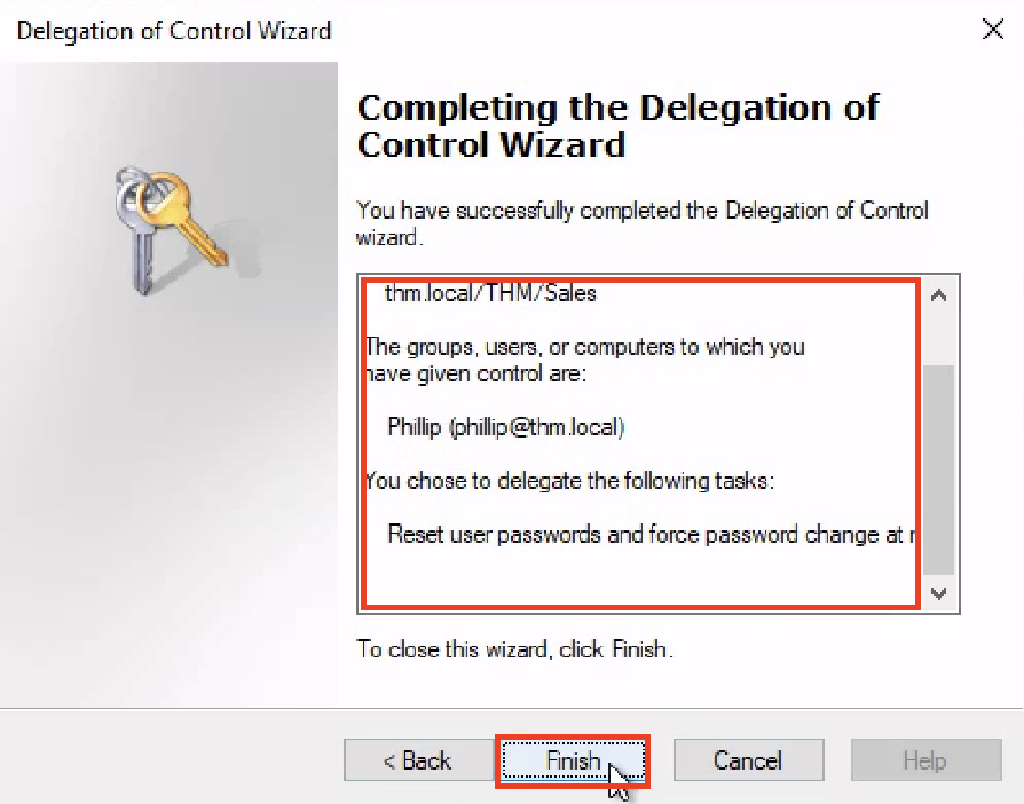 Delegation of Control Wizard
Completing the Delegation of
Control Wizard
You have successfully completed the Delegation of Control
wizard.
thm.local/THM/Sales
The groups, users, or computers to which you
have given control are:
Phillip (phillip@thm.local)
You chose to delegate the following tasks:
Reset user passwords and force password change at
To close this wizard, click Finish.
< Back
Finish
Cancel
Help